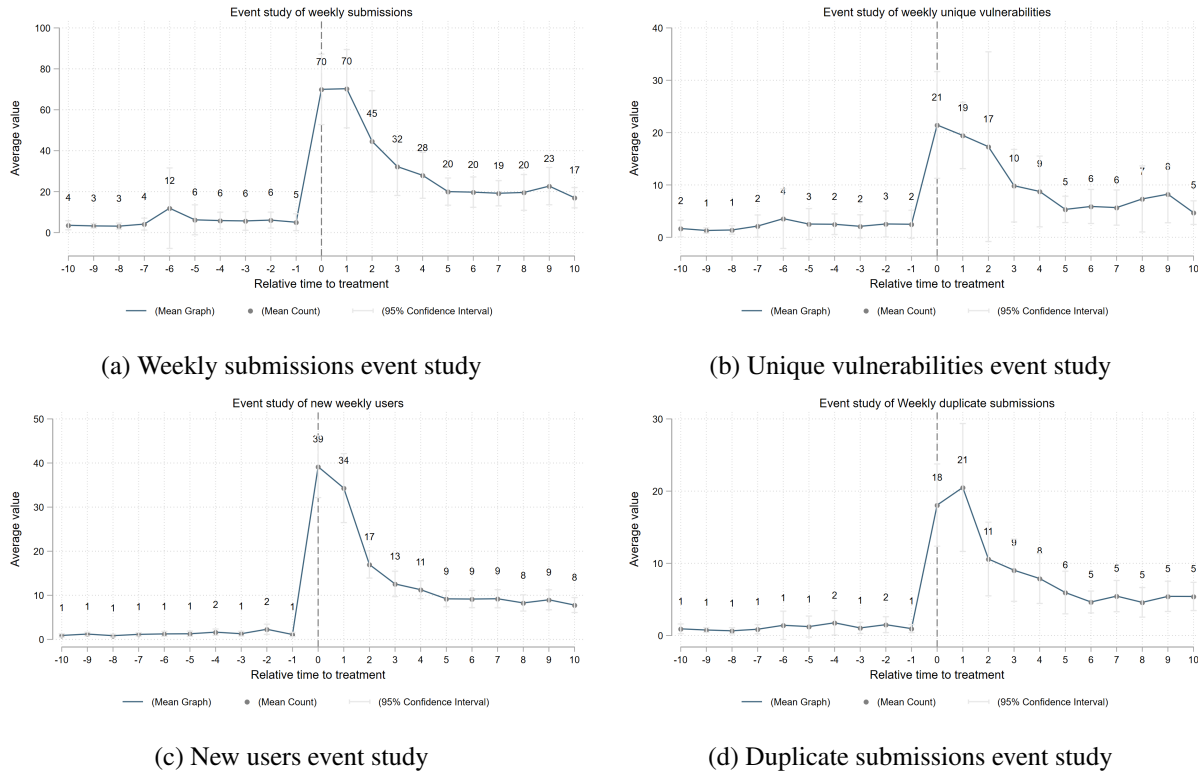 Event study of weekly submissions
100
80
60
40
20
0
Average value
4 3 3 4 12 6 6 6 6 5 70 70 45 32 28 20 20 19 20 23 17
-10 -9 -8 -7 -6 -5 -4 -3 -2 -1 0 1 2 3 4 5 6 7 8 9 10
Relative time to treatment
(Mean Graph) (Mean Count) (95% Confidence Interval)
(a) Weekly submissions event study
Event study of weekly unique vulnerabilities
40
30
20
10
0
Average value
2 1 1 2 4 3 2 2 3 2 21 19 17 10 9 5 6 6 7 8 5
-10 -9 -8 -7 -6 -5 -4 -3 -2 -1 0 1 2 3 4 5 6 7 8 9 10
Relative time to treatment
(Mean Graph) (Mean Count) (95% Confidence Interval)
(b) Unique vulnerabilities event study
Event study of new weekly users
50
40
30
20
10
0
Average value
1 1 1 1 1 1 2 1 2 1 39 34 17 13 11 9 9 9 8 9 8
-10 -9 -8 -7 -6 -5 -4 -3 -2 -1 0 1 2 3 4 5 6 7 8 9 10
Relative time to treatment
(Mean Graph) (Mean Count) (95% Confidence Interval)
(c) New users event study
Event study of Weekly duplicate submissions
30
20
10
0
Average value
1 1 1 1 1 1 2 1 2 1 18 21 11 9 8 6 5 5 5 5 5
-10 -9 -8 -7 -6 -5 -4 -3 -2 -1 0 1 2 3 4 5 6 7 8 9 10
Relative time to treatment
(Mean Graph) (Mean Count) (95% Confidence Interval)
(d) Duplicate submissions event study